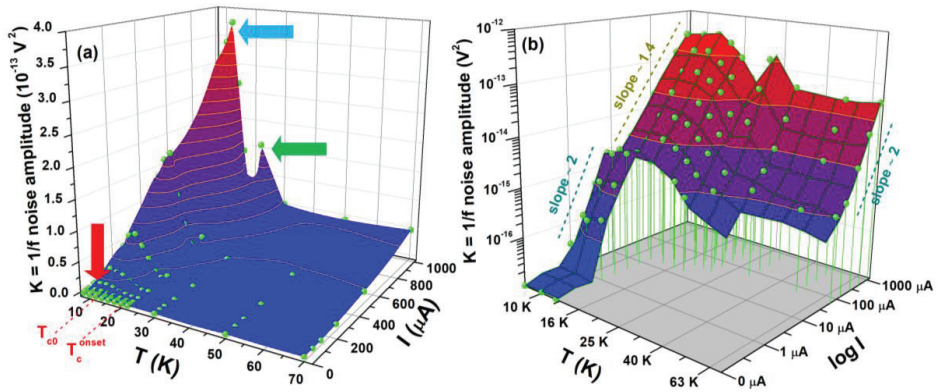 (a)
K = 1/f noise amplitude (10⁻¹³ V²)
4.0
3.5
3.0
2.5
2.0
1.5
1.0
0.5
0.0
10
20
30
40
50
60
70
T (K)
T_c0
T_c^onset
0
200
400
600
800
1000
I (μA)
(b)
K = 1/f noise amplitude (V²)
10⁻¹²
10⁻¹³
10⁻¹⁴
10⁻¹⁵
10⁻¹⁶
slope ~ 1.4
slope ~2
slope ~2
10 K
16 K
25 K
40 K
63 K
T (K)
0 μA
1 μA
10 μA
100 μA
1000 μA
log I